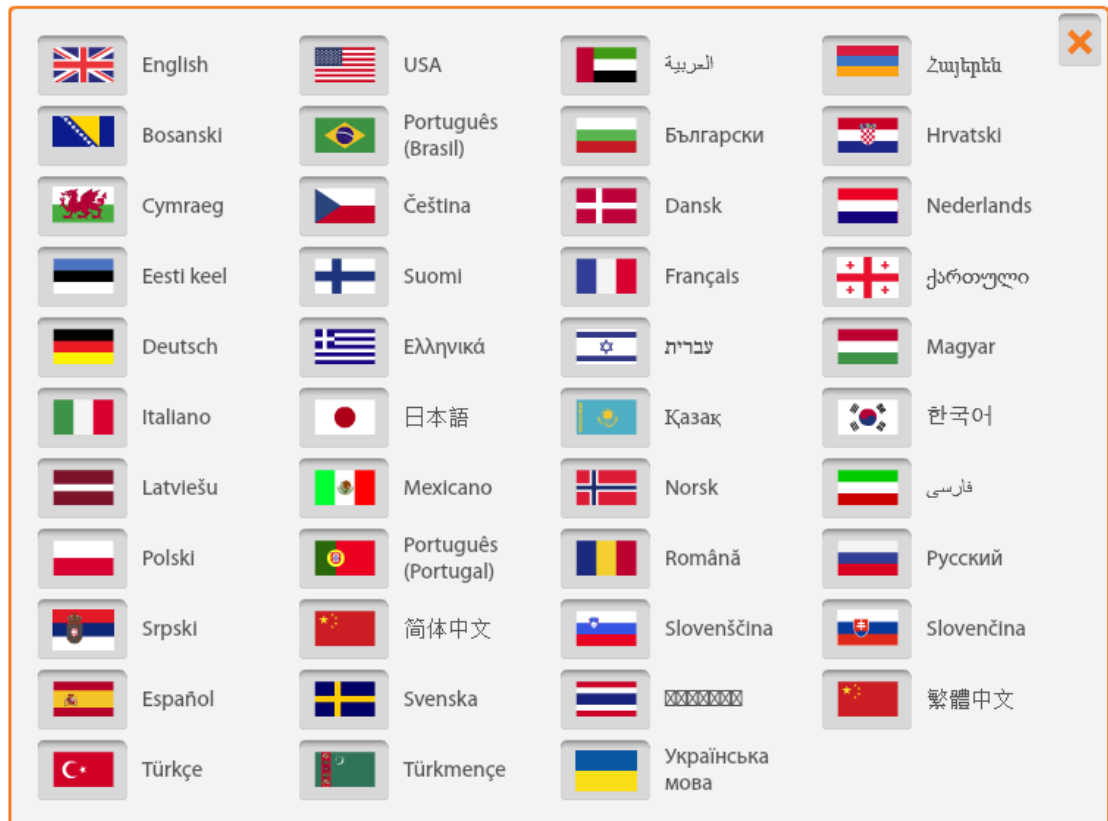 English
USA
العربية
Հայերեն
Bosanski
Português
(Brasil)
Български
Hrvatski
Cymraeg
Čeština
Dansk
Nederlands
Eesti keel
Suomi
Français
ქართული
Deutsch
Ελληνικά
עברית
Magyar
Italiano
日本語
Қазақ
한국어
Latviešu
Mexicano
Norsk
فارسی
Polski
Português
(Portugal)
Română
Русский
Srpski
简体中文
Slovenščina
Slovenčina
Español
Svenska
繁體中文
Türkçe
Türkmençe
Українська
мова